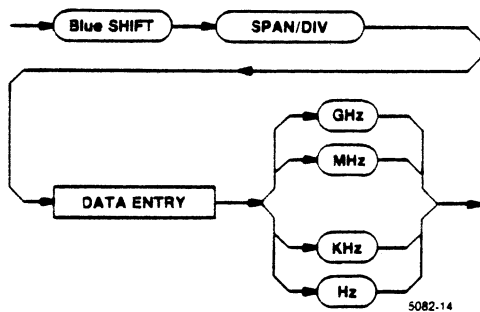 Blue SHIFT
SPAN/DIV
GHz
MHz
DATA ENTRY
KHz
Hz
5082-14